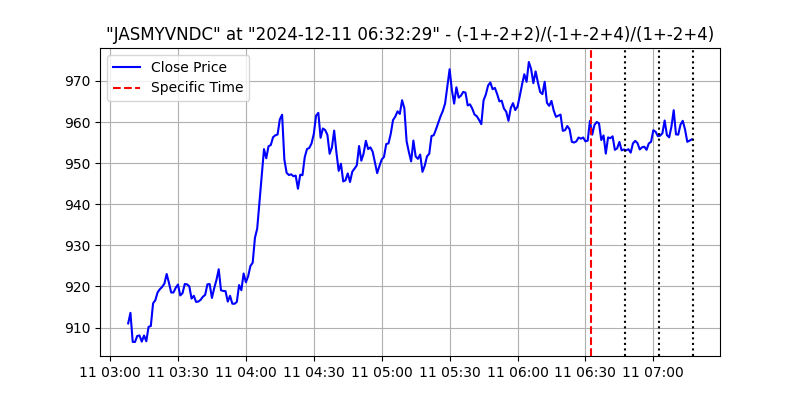 "JASMYVNDC" at "2024-12-11 06:32:29" - (-1+-2+2)/(-1+-2+4)/(1+-2+4)
Close Price
Specific Time
970
960
950
940
930
920
910
11 03:00 11 03:30 11 04:00 11 04:30 11 05:00 11 05:30 11 06:00 11 06:30 11 07:00